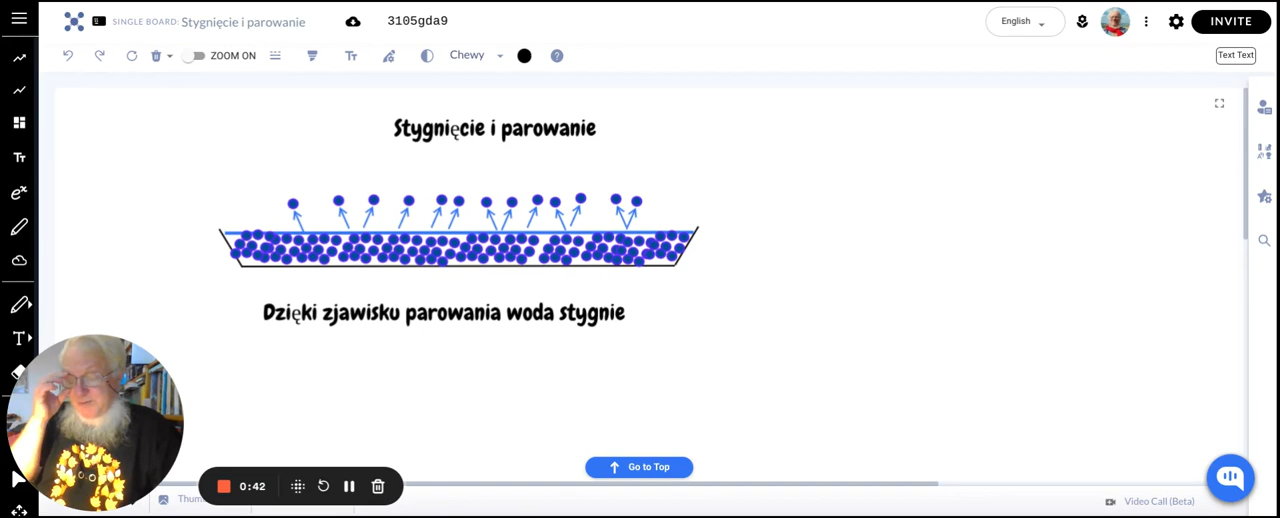 SINGLE BOARD: Stygnięcie i parowanie
3105gda9
English
INVITE
ZOOM ON
Tт
Chewy
Text Text
Stygnięcie i parowanie
Dzięki zjawisku parowania woda stygnie
Go to Top
0:42
Video Call (Beta)